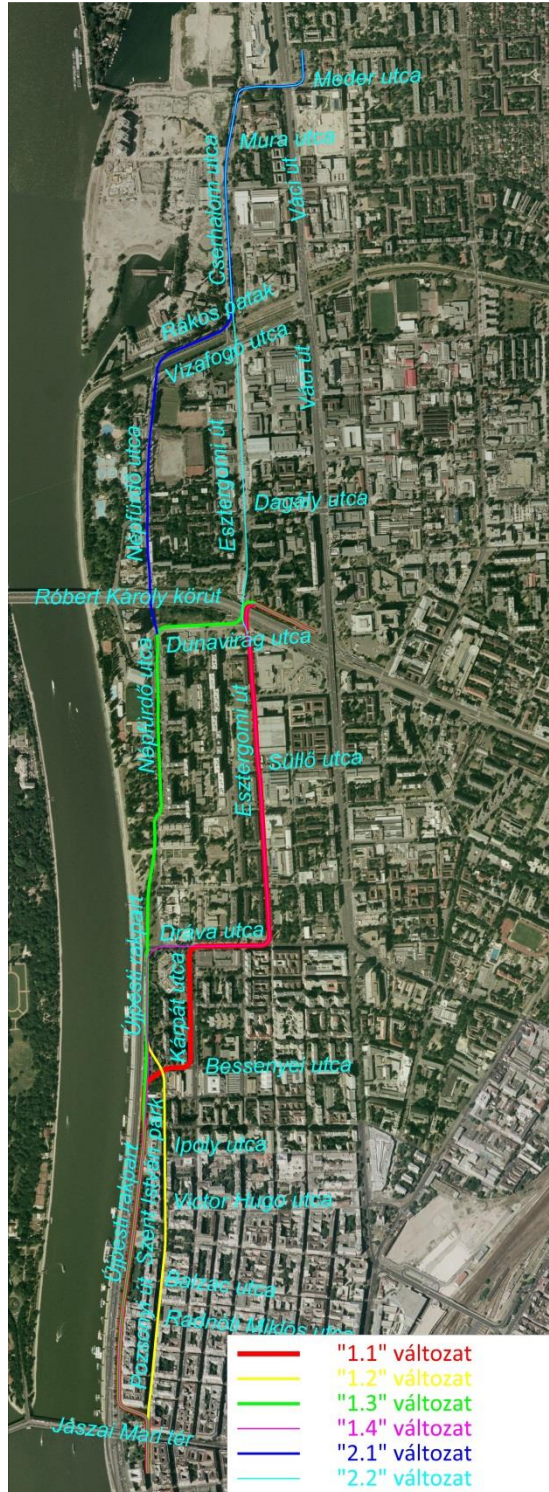 Meder utca
Mura utca
Cserhalom utca
Váci út
Rákos patak
Vizafogó utca
Váci út
Népfürdő utca
Esztergomi út
Dagály utca
Róbert Károly körút
Dunavirág utca
Népfürdő utca
Esztergomi út
Süllő utca
Dráva utca
Újpesti rakpart
Kárpát utca
Bessenyei utca
Ipoly utca
Szent István park
Újpesti rakpart
Victor Hugo utca
Balzac utca
Pozsonyi út
Radnóti Miklós utca
Jászai Mari tér
"1.1" változat
"1.2" változat
"1.3" változat
"1.4" változat
"2.1" változat
"2.2" változat